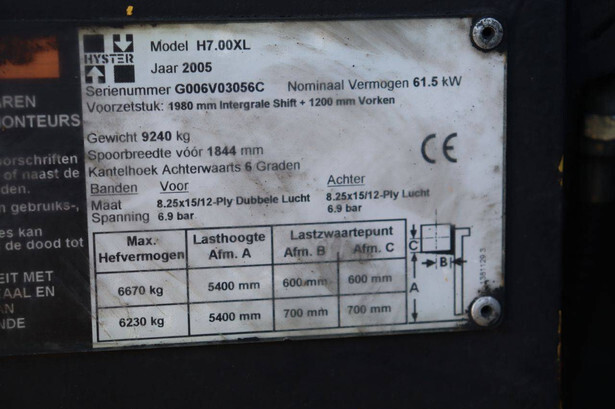 HYSTER
Model H7.00XL
Jaar 2005
Serienummer G006V03056C Nominaal Vermogen 61.5 kW
Voorzetstuk: 1980 mm Intergrale Shift + 1200 mm Vorken
Gewicht 9240 kg
Spoorbreedte vóór 1844 mm
Kantelhoek Achterwaarts 6 Graden
CE
Banden Voor Achter
Maat 8.25x15/12-Ply Dubbele Lucht 8.25x15/12-Ply Lucht
Spanning 6.9 bar 6.9 bar
Max. Hefvermogen Lasthoogte Afm. A Lastzwaartepunt Afm. B Afm. C
6670 kg 5400 mm 600 mm 600 mm
6230 kg 5400 mm 700 mm 700 mm
C
B
A
REN
ONTEURS
oorschriften
of naast de
den.
n gebruiks-,
es kan
de dood tot
EIT MET
AAL EN
AN
NDE